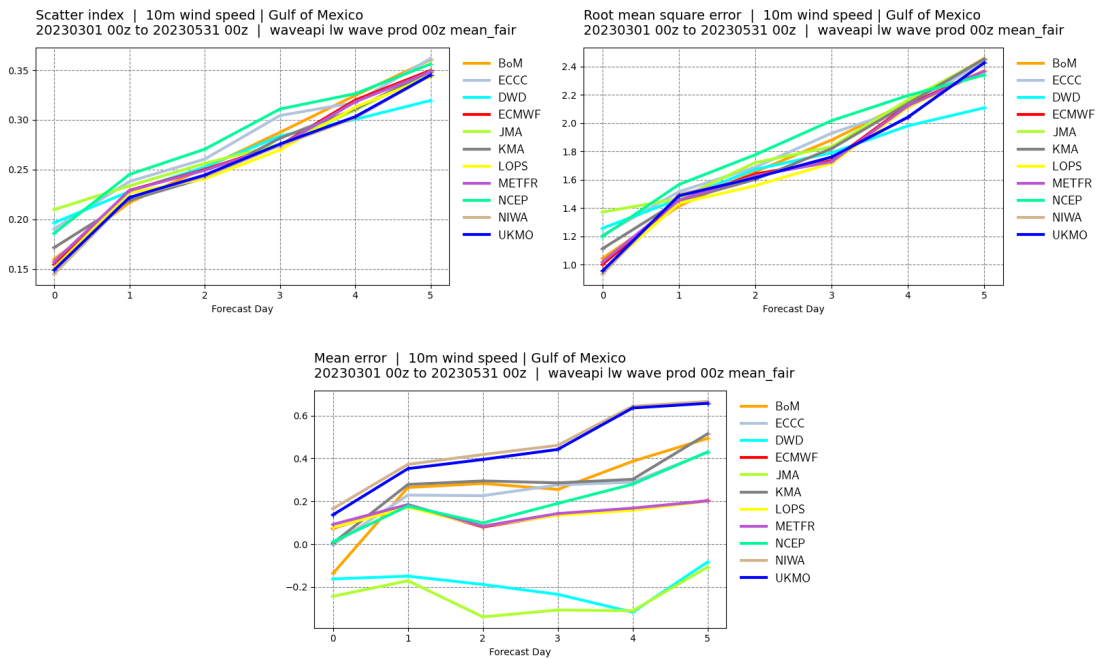 Scatter index | 10m wind speed | Gulf of Mexico
20230301 00z to 20230531 00z | waveapi lw wave prod 00z mean_fair
0.35
0.30
0.25
0.20
0.15
0 1 2 3 4 5
Forecast Day
BoM
ECCC
DWD
ECMWF
JMA
KMA
LOPS
METFR
NCEP
NIWA
UKMO
Root mean square error | 10m wind speed | Gulf of Mexico
20230301 00z to 20230531 00z | waveapi lw wave prod 00z mean_fair
2.4
2.2
2.0
1.8
1.6
1.4
1.2
1.0
0 1 2 3 4 5
Forecast Day
BoM
ECCC
DWD
ECMWF
JMA
KMA
LOPS
METFR
NCEP
NIWA
UKMO
Mean error | 10m wind speed | Gulf of Mexico
20230301 00z to 20230531 00z | waveapi lw wave prod 00z mean_fair
0.6
0.4
0.2
0.0
−0.2
0 1 2 3 4 5
Forecast Day
BoM
ECCC
DWD
ECMWF
JMA
KMA
LOPS
METFR
NCEP
NIWA
UKMO